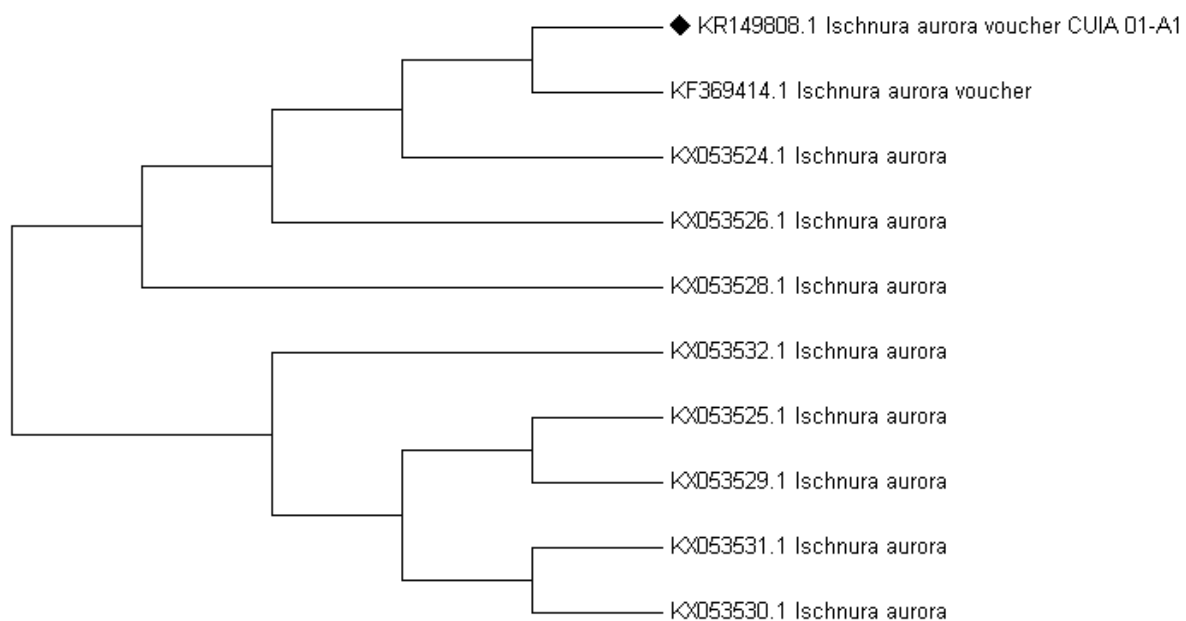 KR149808.1 Ischnura aurora voucher CUIA 01-A1
KF369414.1 Ischnura aurora voucher
KX053524.1 Ischnura aurora
KX053526.1 Ischnura aurora
KX053528.1 Ischnura aurora
KX053532.1 Ischnura aurora
KX053525.1 Ischnura aurora
KX053529.1 Ischnura aurora
KX053531.1 Ischnura aurora
KX053530.1 Ischnura aurora